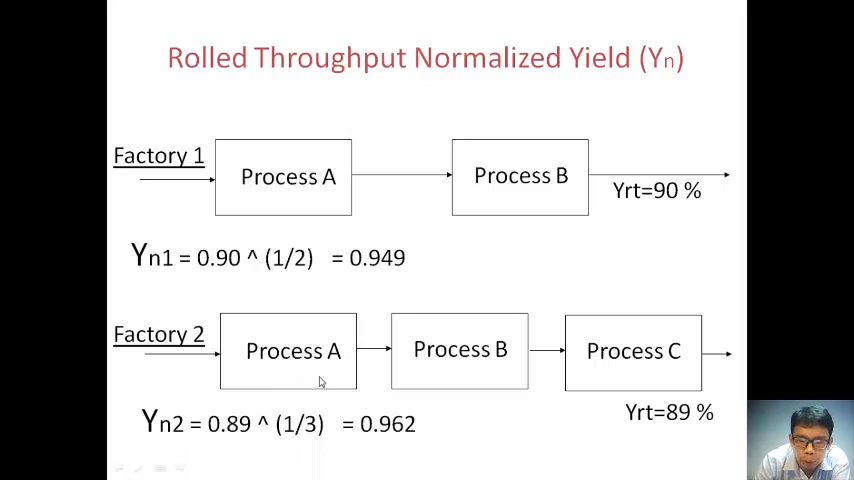 Rolled Throughput Normalized Yield (Yn)
Factory 1
Process A
Process B
Yrt=90 %
Yn1 = 0.90 ^ (1/2) = 0.949
Factory 2
Process A
Process B
Process C
Yrt=89 %
Yn2 = 0.89 ^ (1/3) = 0.962